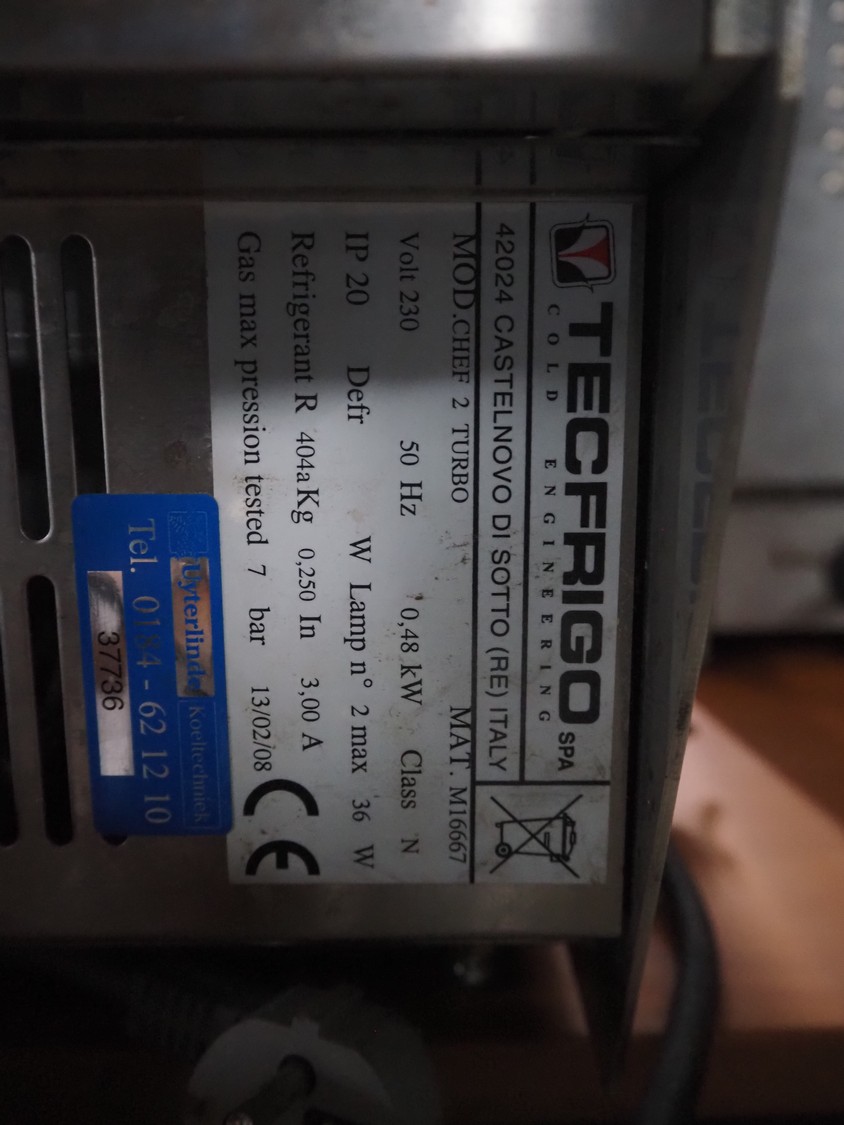 TECFRIGO SPA
COLD ENGINEERING
42024 CASTELNOVO DI SOTTO (RE) ITALY
MOD.CHEF 2 TURBO MAT. M16667
Volt 230 50 Hz 0,48 kW Class N
IP 20 Defr W Lamp n° 2 max 36 W
Refrigerant R 404a Kg 0,250 In 3,00 A
Gas max pression tested 7 bar 13/02/08
CE
Uyterlinde Koeltechniek
Tel. 0184 - 62 12 10
37736